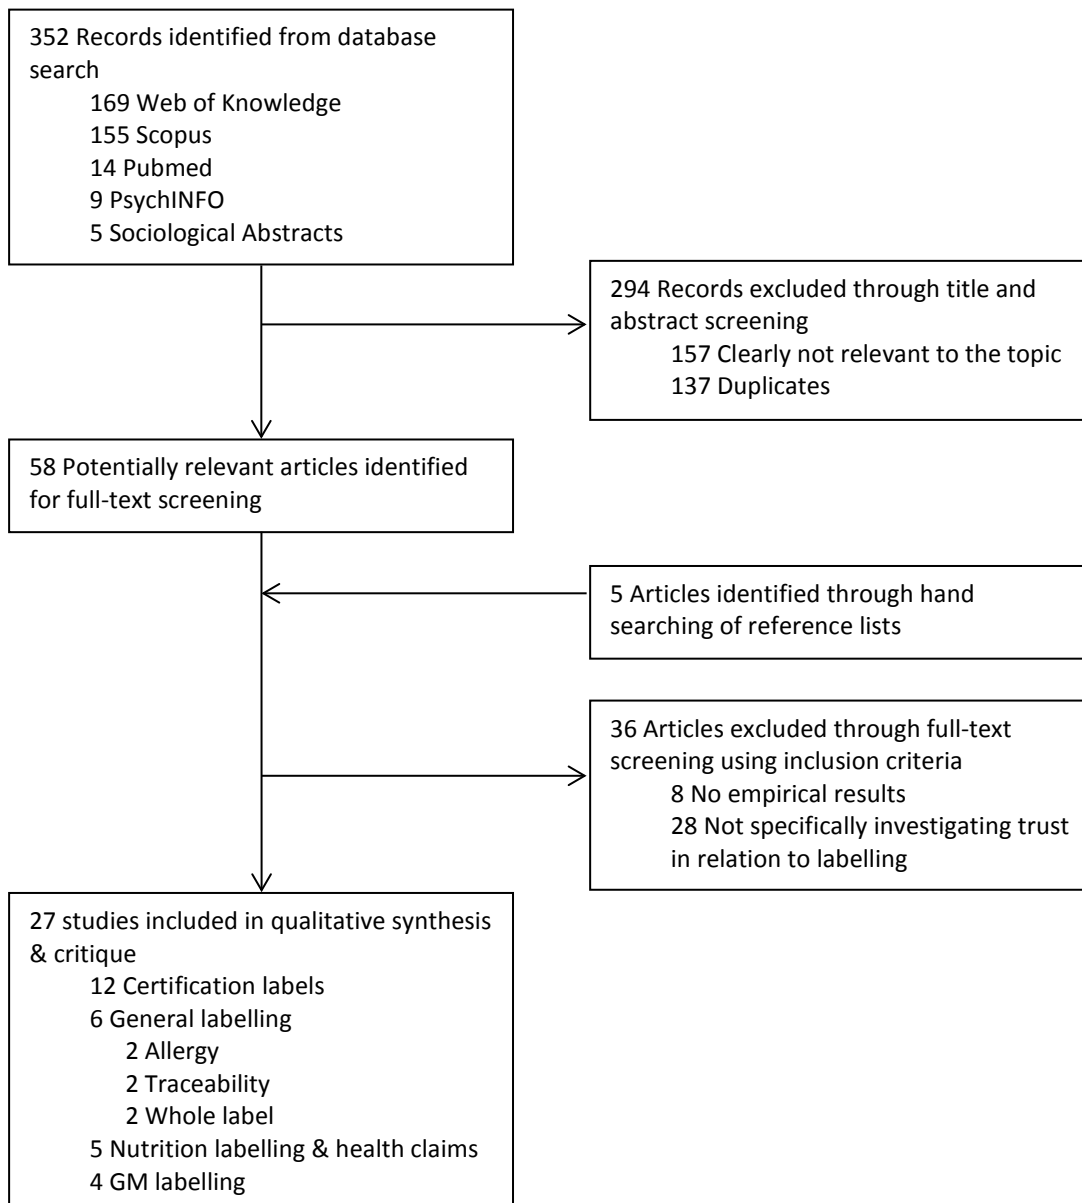 352 Records identified from database
search
169 Web of Knowledge
155 Scopus
14 Pubmed
9 PsychINFO
5 Sociological Abstracts
294 Records excluded through title and
abstract screening
157 Clearly not relevant to the topic
137 Duplicates
58 Potentially relevant articles identified
for full-text screening
5 Articles identified through hand
searching of reference lists
36 Articles excluded through full-text
screening using inclusion criteria
8 No empirical results
28 Not specifically investigating trust
in relation to labelling
27 studies included in qualitative synthesis
& critique
12 Certification labels
6 General labelling
2 Allergy
2 Traceability
2 Whole label
5 Nutrition labelling & health claims
4 GM labelling